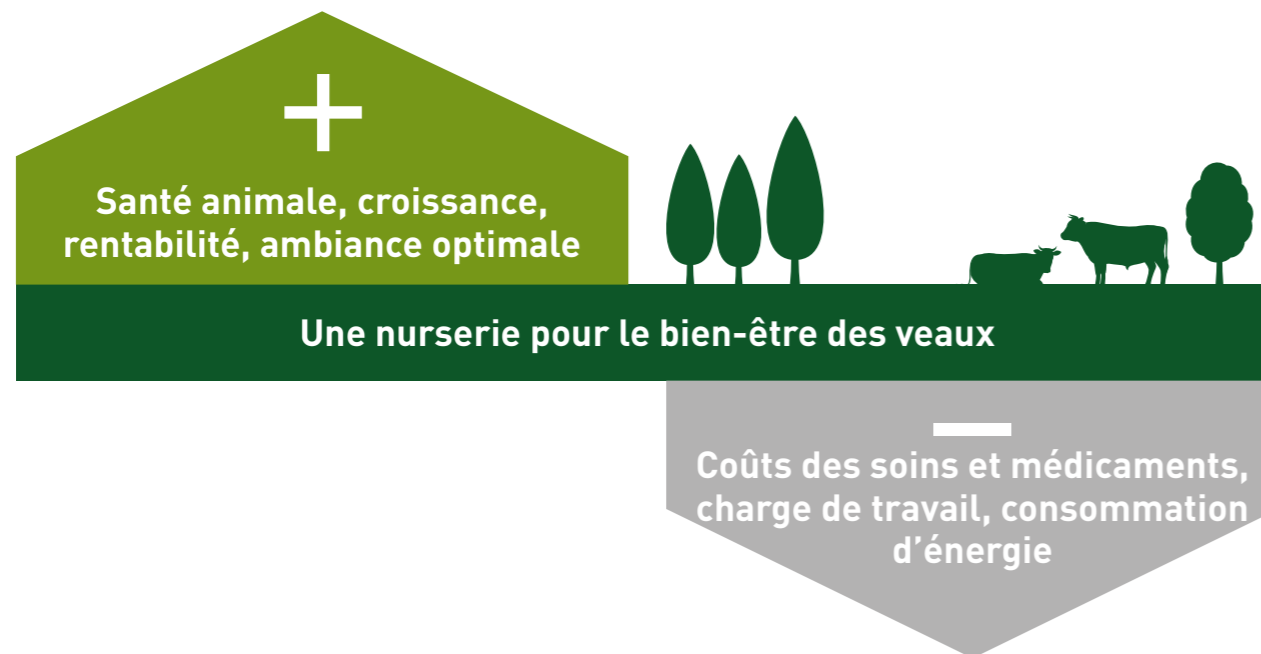 +
Santé animale, croissance,
rentabilité, ambiance optimale
Une nurserie pour le bien-être des veaux
—
Coûts des soins et médicaments,
charge de travail, consommation
d’énergie